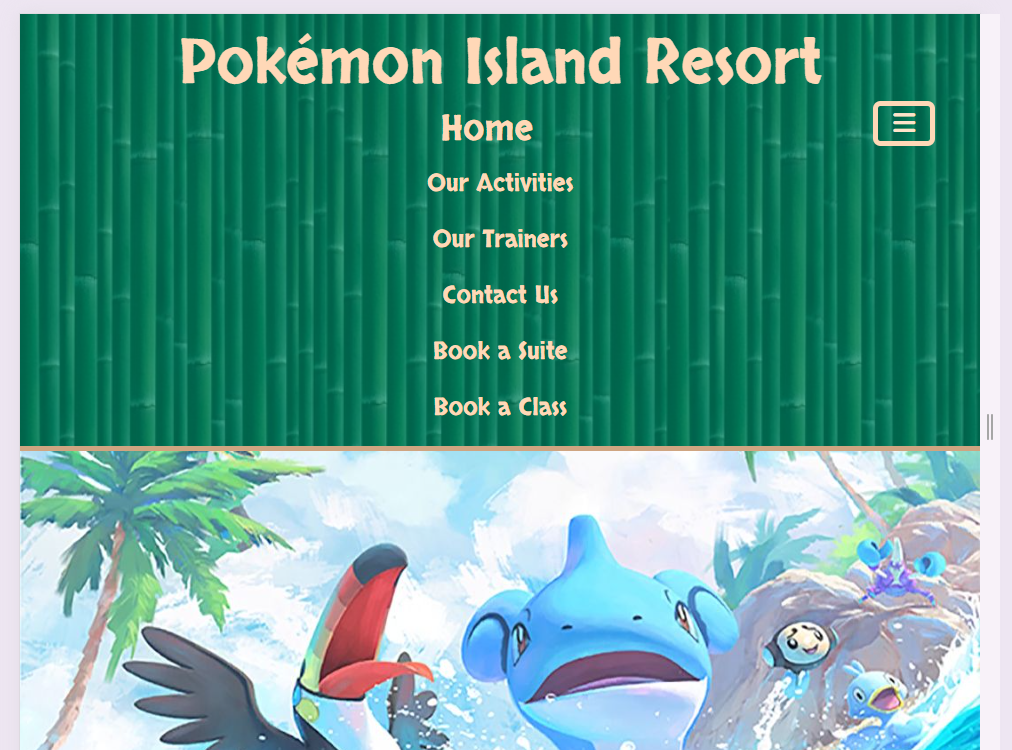 Pokémon Island Resort
Home
Our Activities
Our Trainers
Contact Us
Book a Suite
Book a Class